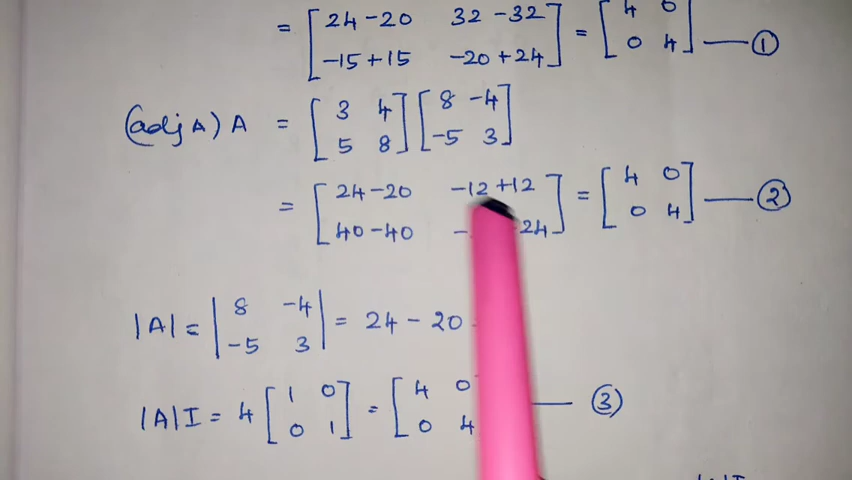 = [ 24-20 32-32 ] = [ 4 0 ]
[ -15+15 -20+24 ] [ 0 4 ] —— ①
(adj A) A = [ 3 4 ] [ 8 -4 ]
[ 5 8 ] [ -5 3 ]
= [ 24-20 -12+12 ] = [ 4 0 ] —— ②
[ 40-40 - 24 ] [ 0 4 ]
|A| = | 8 -4 | = 24 - 20
| -5 3 |
|A| I = 4 [ 1 0 ] = [ 4 0 —— ③
[ 0 1 ] [ 0 4